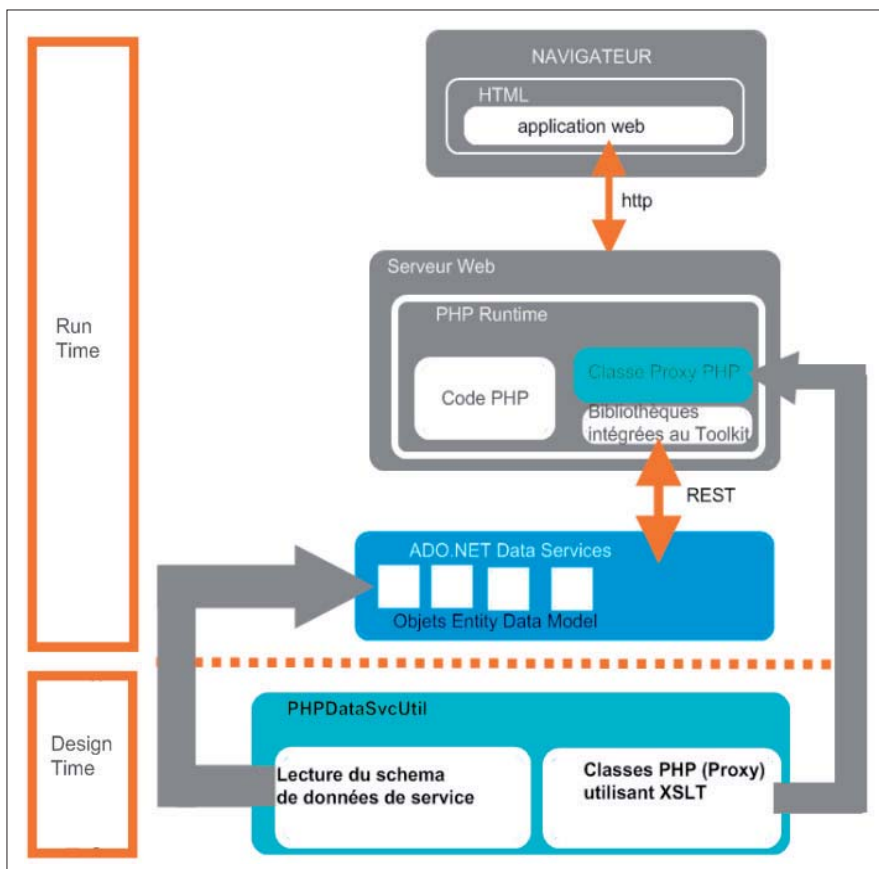 NAVIGATEUR
HTML
application web
http
Serveur Web
PHP Runtime
Code PHP
Classe Proxy PHP
Bibliothèques
intégrées au Toolkit
REST
ADO.NET Data Services
Objets Entity Data Model
Run
Time
PHPDataSvcUtil
Design
Time
Lecture du schema
de données de service
Classes PHP (Proxy)
utilisant XSLT